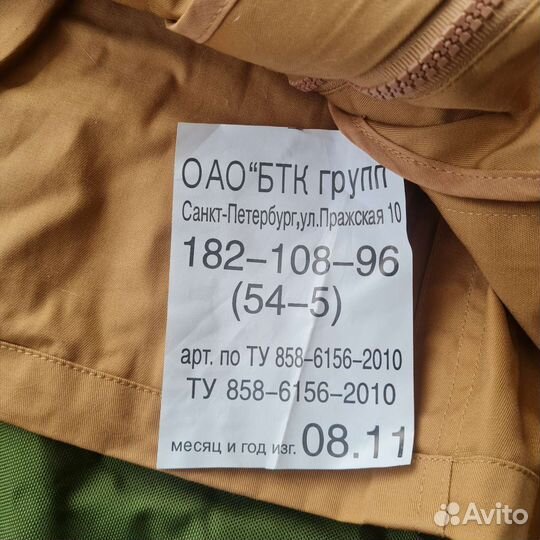 ОАО “БТК групп
Санкт-Петербург,ул.Пражская 10
182-108-96
(54-5)
арт. по ТУ 858-6156-2010
ТУ 858-6156-2010
месяц и год изг. 08.11
Avito